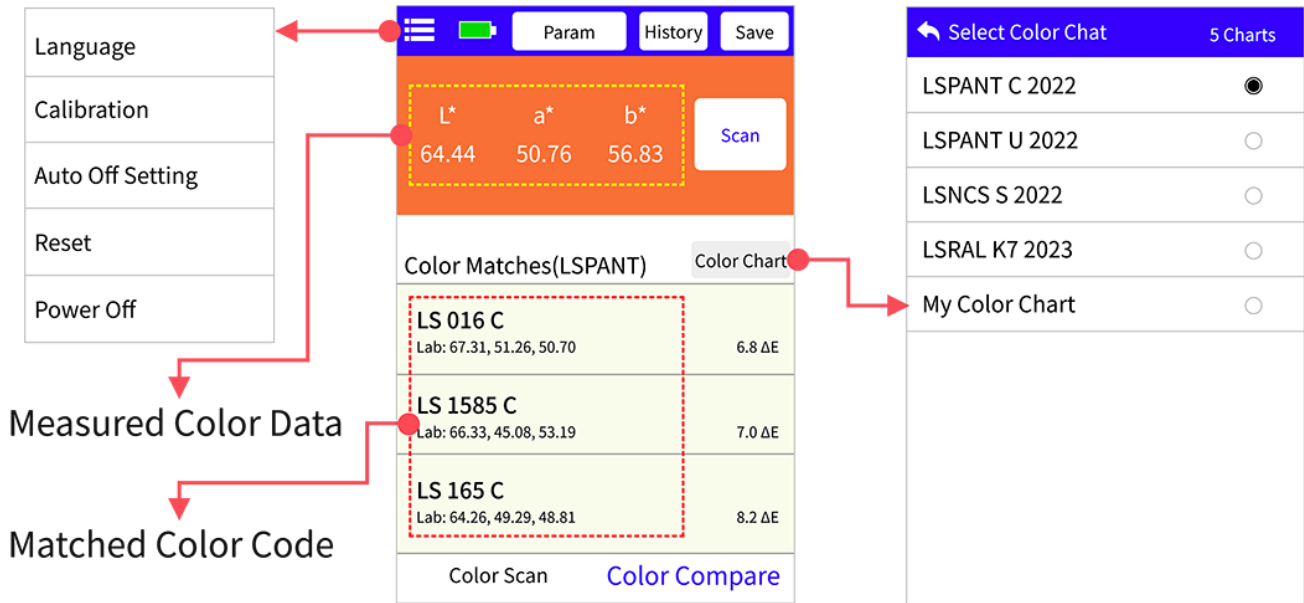 Language
Calibration
Auto Off Setting
Reset
Power Off
Measured Color Data
Matched Color Code
Param History Save
L* a* b*
64.44 50.76 56.83
Scan
Color Matches(LSPANT) Color Chart
LS 016 C
Lab: 67.31, 51.26, 50.70 6.8 ΔE
LS 1585 C
Lab: 66.33, 45.08, 53.19 7.0 ΔE
LS 165 C
Lab: 64.26, 49.29, 48.81 8.2 ΔE
Color Scan Color Compare
Select Color Chat 5 Charts
LSPANT C 2022
LSPANT U 2022
LSNCS S 2022
LSRAL K7 2023
My Color Chart